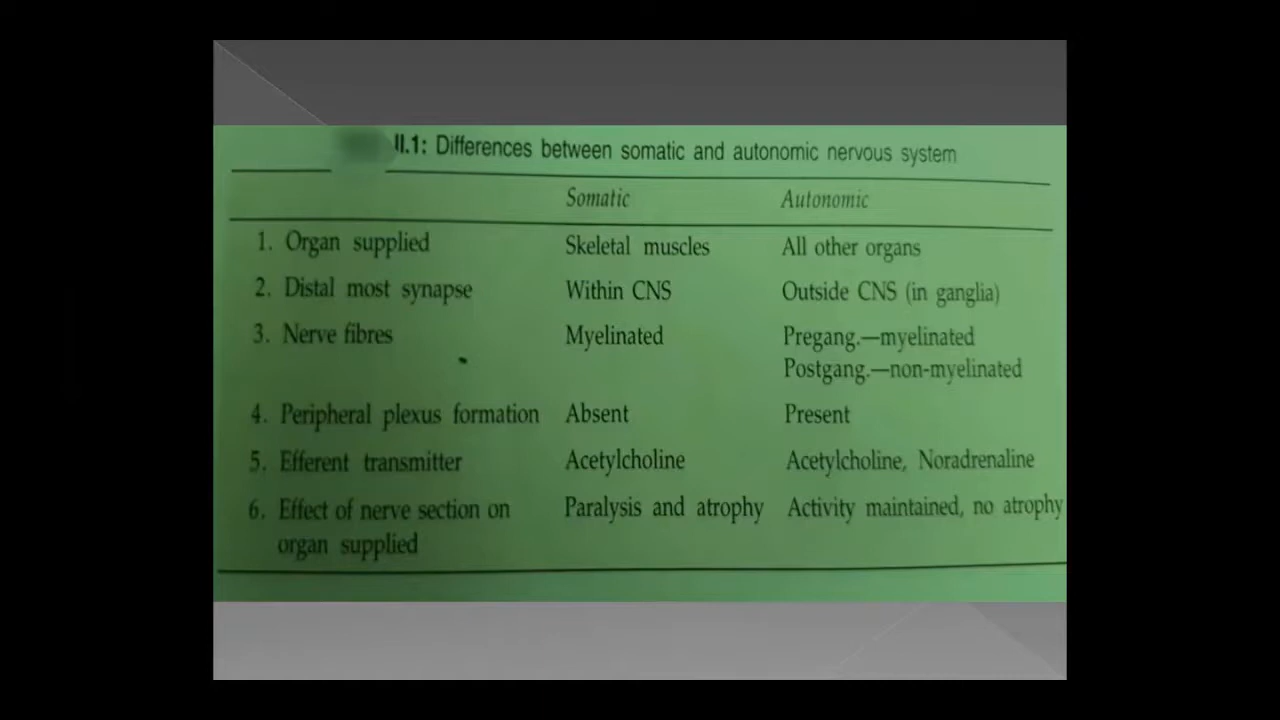 II.1: Differences between somatic and autonomic nervous system
Somatic Autonomic
1. Organ supplied Skeletal muscles All other organs
2. Distal most synapse Within CNS Outside CNS (in ganglia)
3. Nerve fibres Myelinated Pregang.—myelinated
Postgang.—non-myelinated
4. Peripheral plexus formation Absent Present
5. Efferent transmitter Acetylcholine Acetylcholine, Noradrenaline
6. Effect of nerve section on Paralysis and atrophy Activity maintained, no atrophy
organ supplied